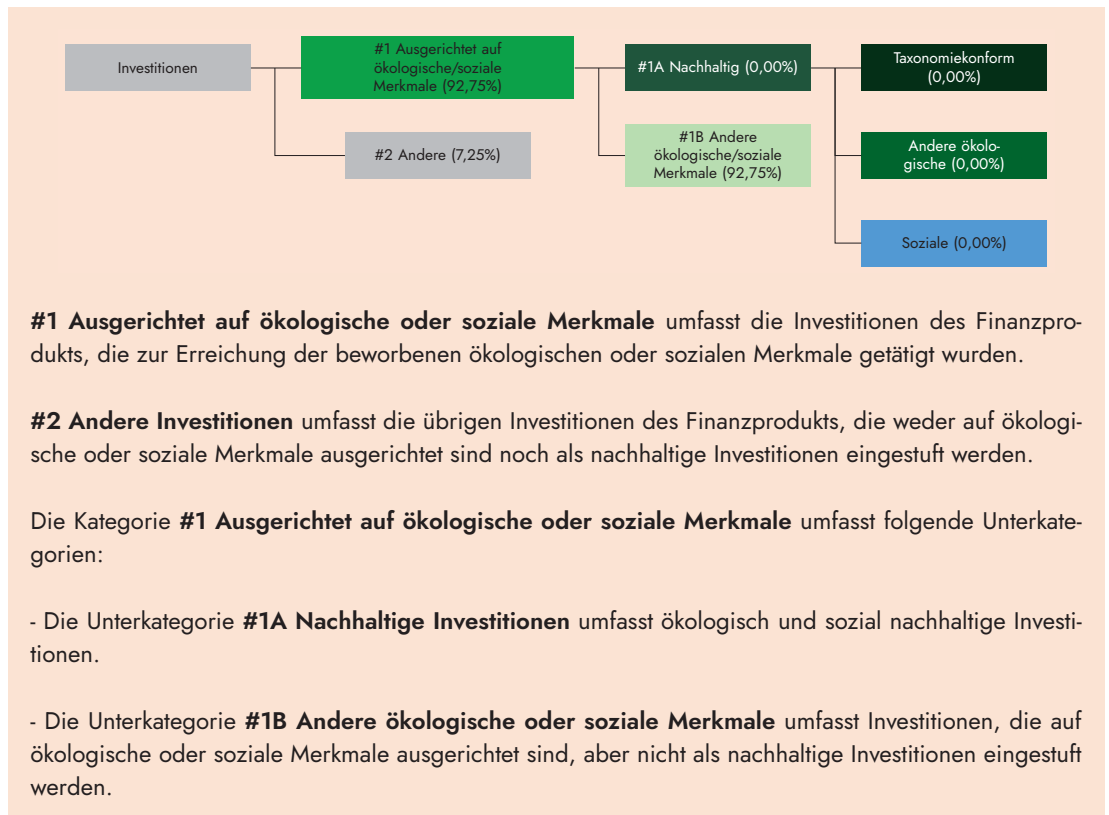 Investitionen
#1 Ausgerichtet auf
ökologische/soziale
Merkmale (92,75%)
#1A Nachhaltig (0,00%)
Taxonomiekonform
(0,00%)
#2 Andere (7,25%)
#1B Andere
ökologische/soziale
Merkmale (92,75%)
Andere ökolo-
gische (0,00%)
Soziale (0,00%)
#1 Ausgerichtet auf ökologische oder soziale Merkmale umfasst die Investitionen des Finanzpro-
dukts, die zur Erreichung der beworbenen ökologischen oder sozialen Merkmale getätigt wurden.
#2 Andere Investitionen umfasst die übrigen Investitionen des Finanzprodukts, die weder auf ökologi-
sche oder soziale Merkmale ausgerichtet sind noch als nachhaltige Investitionen eingestuft werden.
Die Kategorie #1 Ausgerichtet auf ökologische oder soziale Merkmale umfasst folgende Unterkate-
gorien:
- Die Unterkategorie #1A Nachhaltige Investitionen umfasst ökologisch und sozial nachhaltige Investi-
tionen.
- Die Unterkategorie #1B Andere ökologische oder soziale Merkmale umfasst Investitionen, die auf
ökologische oder soziale Merkmale ausgerichtet sind, aber nicht als nachhaltige Investitionen eingestuft
werden.